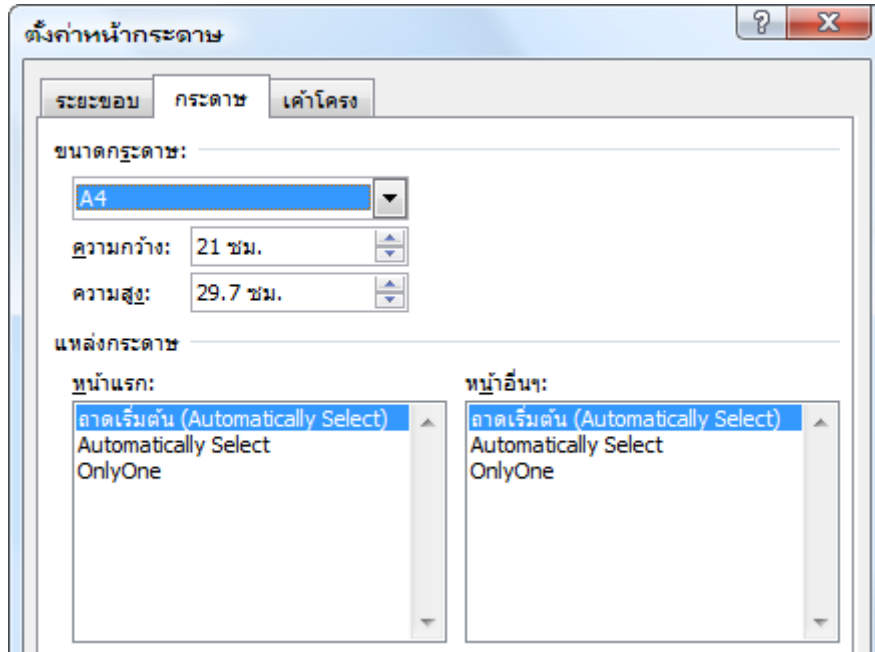 ตั้งค่าหน้ากระดาษ
ระยะขอบ กระดาษ เค้าโครง
ขนาดกระดาษ:
A4
ความกว้าง: 21 ซม.
ความสูง: 29.7 ซม.
แหล่งกระดาษ
หน้าแรก: หน้าอื่นๆ:
ถาดเริ่มต้น (Automatically Select) ถาดเริ่มต้น (Automatically Select)
Automatically Select Automatically Select
OnlyOne OnlyOne